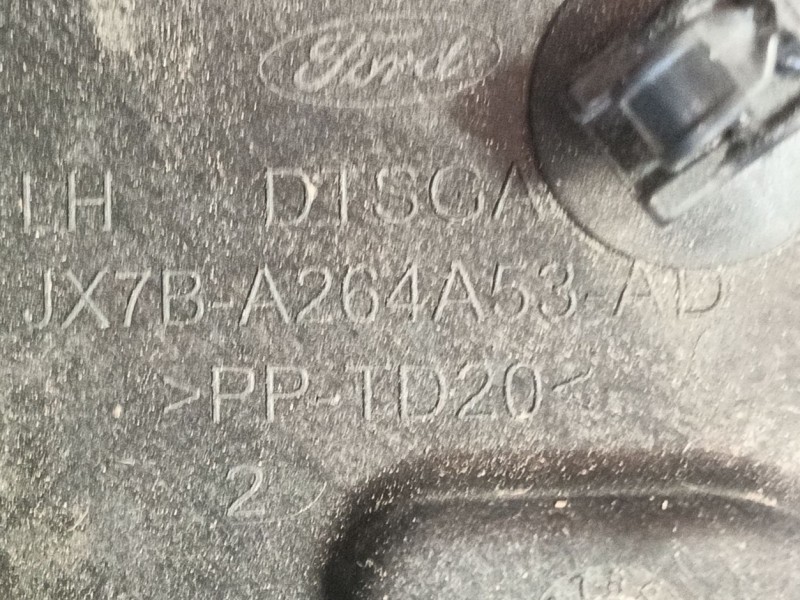 Ford
LH DTSGA
JX7B-A264A53-AD
>PP-TD20<
2